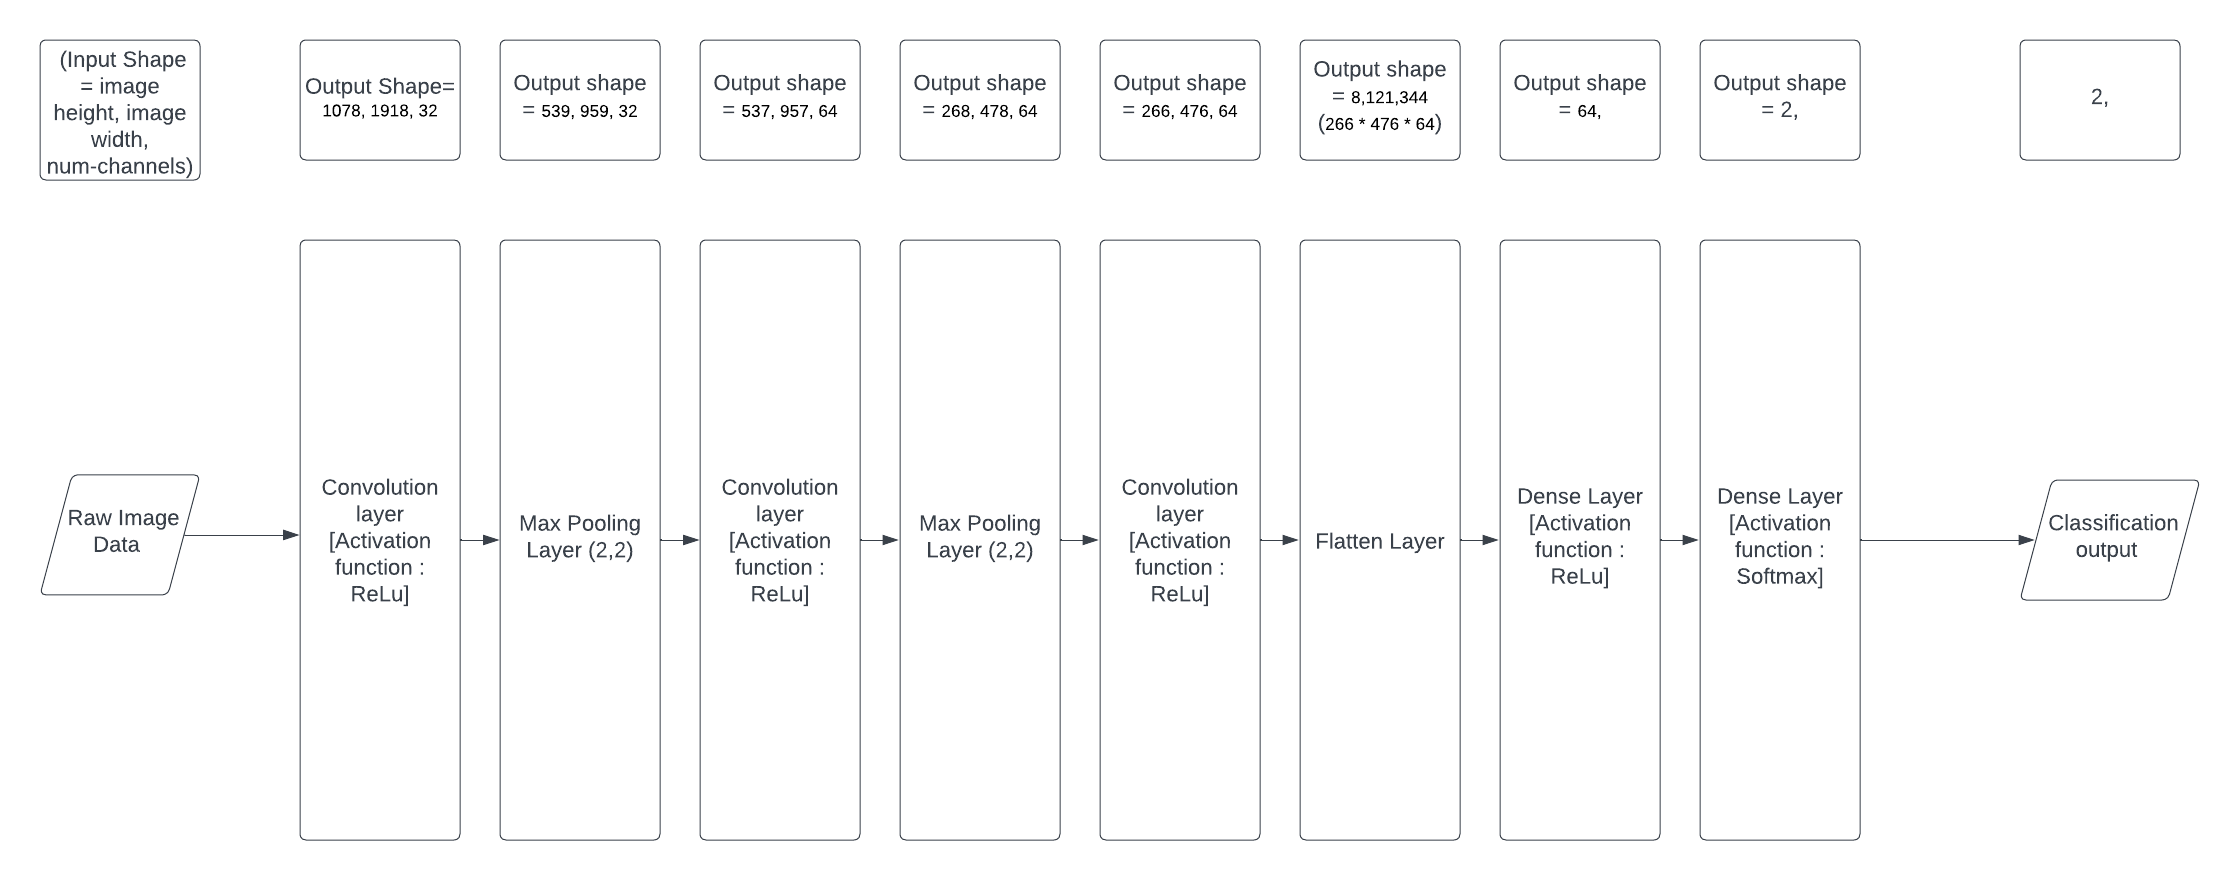 (Input Shape
= image
height, image
width,
num-channels)
Output Shape=
1078, 1918, 32
Output shape
= 539, 959, 32
Output shape
= 537, 957, 64
Output shape
= 268, 478, 64
Output shape
= 266, 476, 64
Output shape
= 8,121,344
(266 * 476 * 64)
Output shape
= 64,
Output shape
= 2,
2,
Raw Image
Data
Convolution
layer
[Activation
function :
ReLu]
Max Pooling
Layer (2,2)
Convolution
layer
[Activation
function :
ReLu]
Max Pooling
Layer (2,2)
Convolution
layer
[Activation
function :
ReLu]
Flatten Layer
Dense Layer
[Activation
function :
ReLu]
Dense Layer
[Activation
function :
Softmax]
Classification
output